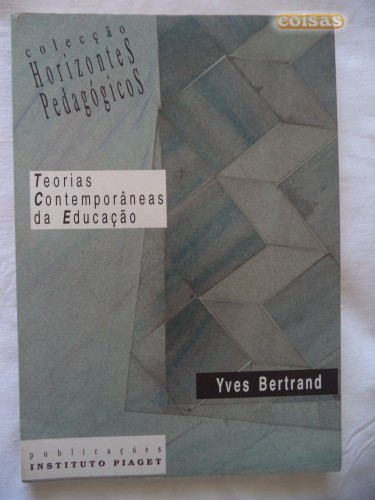 coisas
colecção
HorizonteS
PedagógicoS
Teorias
Contemporâneas
da Educação
Yves Bertrand
publicações
INSTITUTO PIAGET